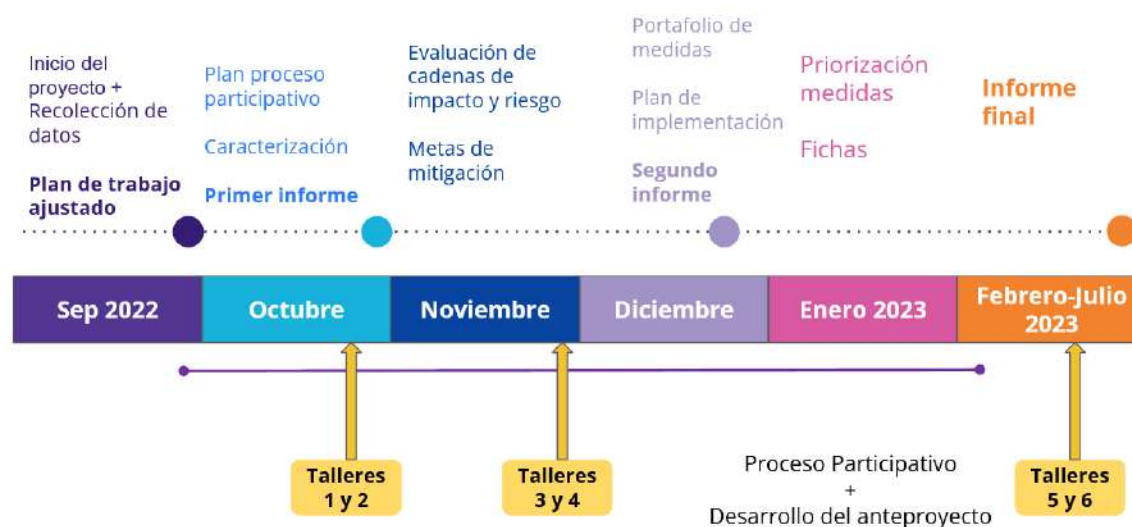 Inicio del
proyecto +
Recolección de
datos
Plan de trabajo
ajustado
Plan proceso
participativo
Caracterización
Primer informe
Evaluación de
cadenas de
impacto y riesgo
Metas de
mitigación
Portafolio de
medidas
Plan de
implementación
Segundo
informe
Priorización
medidas
Fichas
Informe
final
Sep 2022
Octubre
Noviembre
Diciembre
Enero 2023
Febrero-Julio
2023
Talleres
1 y 2
Talleres
3 y 4
Proceso Participativo
+
Desarrollo del anteproyecto
Talleres
5 y 6